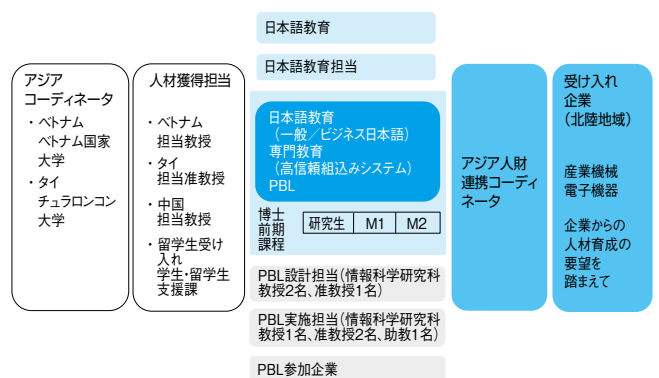 日本語教育
日本語教育担当
アジア
コーディネータ
・ベトナム
ベトナム国家
大学
・タイ
チュラロンコン
大学
人材獲得担当
・ベトナム
担当教授
・タイ
担当准教授
・中国
担当教授
・留学生受け
入れ
学生・留学生
支援課
日本語教育
（一般／ビジネス日本語）
専門教育
（高信頼組込みシステム）
PBL
博士
前期
課程
研究生 M1 M2
PBL設計担当（情報科学研究科
教授2名、准教授1名）
PBL実施担当（情報科学研究科
教授1名、准教授2名、助教1名）
PBL参加企業
アジア人財
連携コーディ
ネータ
受け入れ
企業
（北陸地域）
産業機械
電子機器
企業からの
人材育成の
要望を
踏まえて